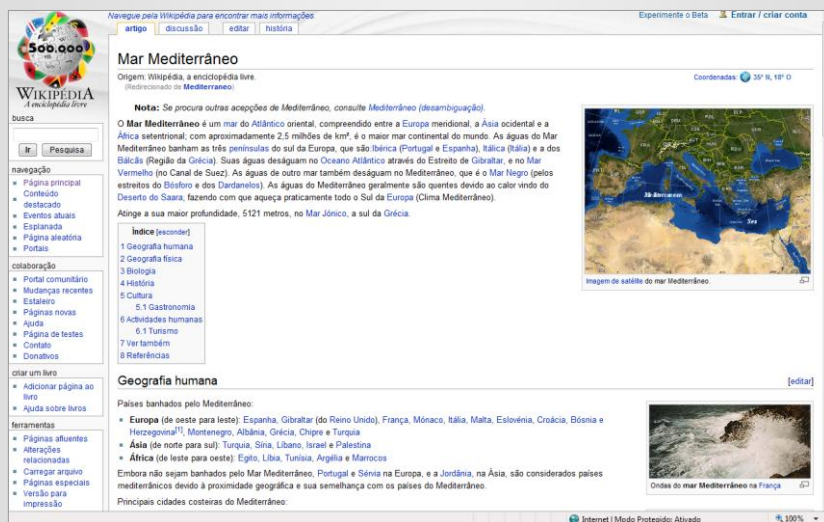 Navegue pela Wikipédia para encontrar mais informações.
Experimente o Beta Entrar / criar conta
artigo discussão editar história
500.000
WIKIPÉDIA
A enciclopédia livre
busca
Ir Pesquisa
navegação
Página principal
Conteúdo
destacado
Eventos atuais
Esplanada
Página aleatória
Portais
colaboração
Portal comunitário
Mudanças recentes
Estaleiro
Páginas novas
Ajuda
Página de testes
Contato
Donativos
criar um livro
Adicionar página ao
livro
Ajuda sobre livros
ferramentas
Páginas afluentes
Alterações
relacionadas
Carregar arquivo
Páginas especiais
Versão para
impressão
Mar Mediterrâneo
Origem: Wikipédia, a enciclopédia livre.
(Redirecionado de Mediterraneo)
Coordenadas: 35° N, 18° O
Nota: Se procura outras acepções de Mediterrâneo, consulte Mediterrâneo (desambiguação).
O Mar Mediterrâneo é um mar do Atlântico oriental, compreendido entre a Europa meridional, a Ásia ocidental e a
África setentrional; com aproximadamente 2,5 milhões de km², é o maior mar continental do mundo. As águas do Mar
Mediterrâneo banham as três penínsulas do sul da Europa, que são:Ibérica (Portugal e Espanha), Itálica (Itália) e a dos
Bálcãs (Região da Grécia). Suas águas deságuam no Oceano Atlântico através do Estreito de Gibraltar, e no Mar
Vermelho (no Canal de Suez). As águas de outro mar também deságuam no Mediterrâneo, que é o Mar Negro (pelos
estreitos do Bósforo e dos Dardanelos). As águas do Mediterrâneo geralmente são quentes devido ao calor vindo do
Deserto do Saara, fazendo com que aqueça praticamente todo o Sul da Europa (Clima Mediterrâneo).
Atinge a sua maior profundidade, 5121 metros, no Mar Jónico, a sul da Grécia.
Mediterranean
Sea
Imagem de satélite do mar Mediterrâneo.
Índice [esconder]
1 Geografia humana
2 Geografia física
3 Biologia
4 História
5 Cultura
5.1 Gastronomia
6 Actividades humanas
6.1 Turismo
7 Ver também
8 Referências
Geografia humana [editar]
Países banhados pelo Mediterrâneo:
Europa (de oeste para leste): Espanha, Gibraltar (do Reino Unido), França, Mónaco, Itália, Malta, Eslovénia, Croácia, Bósnia e
Herzegovina[1], Montenegro, Albânia, Grécia, Chipre e Turquia
Ásia (de norte para sul): Turquia, Síria, Líbano, Israel e Palestina
África (de leste para oeste): Egito, Líbia, Tunísia, Argélia e Marrocos
Embora não sejam banhados pelo Mar Mediterrâneo, Portugal e Sérvia na Europa, e a Jordânia, na Ásia, são considerados países
mediterrânicos devido à proximidade geográfica e sua semelhança com os países do Mediterrâneo.
Principais cidades costeiras do Mediterrâneo:
Ondas do mar Mediterrâneo na França
Internet | Modo Protegido: Ativado 100%